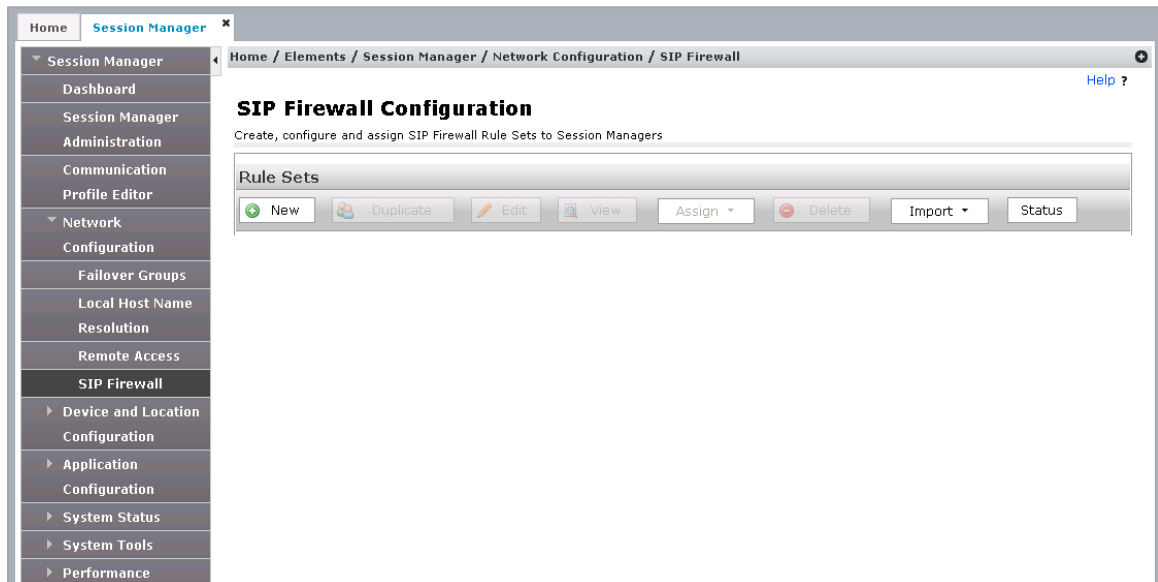 Home
Session Manager
Session Manager
Dashboard
Session Manager
Administration
Communication
Profile Editor
Network
Configuration
Failover Groups
Local Host Name
Resolution
Remote Access
SIP Firewall
Device and Location
Configuration
Application
Configuration
System Status
System Tools
Performance
Home / Elements / Session Manager / Network Configuration / SIP Firewall
Help ?
SIP Firewall Configuration
Create, configure and assign SIP Firewall Rule Sets to Session Managers
Rule Sets
New Duplicate Edit View Assign Delete Import Status